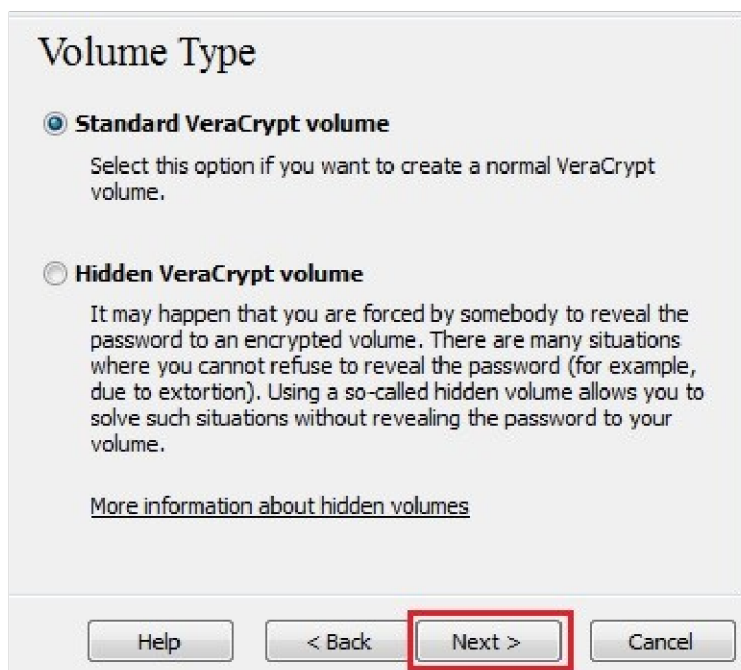 Volume Type
Standard VeraCrypt volume
Select this option if you want to create a normal VeraCrypt
volume.
Hidden VeraCrypt volume
It may happen that you are forced by somebody to reveal the
password to an encrypted volume. There are many situations
where you cannot refuse to reveal the password (for example,
due to extortion). Using a so-called hidden volume allows you to
solve such situations without revealing the password to your
volume.
More information about hidden volumes
Help < Back Next > Cancel